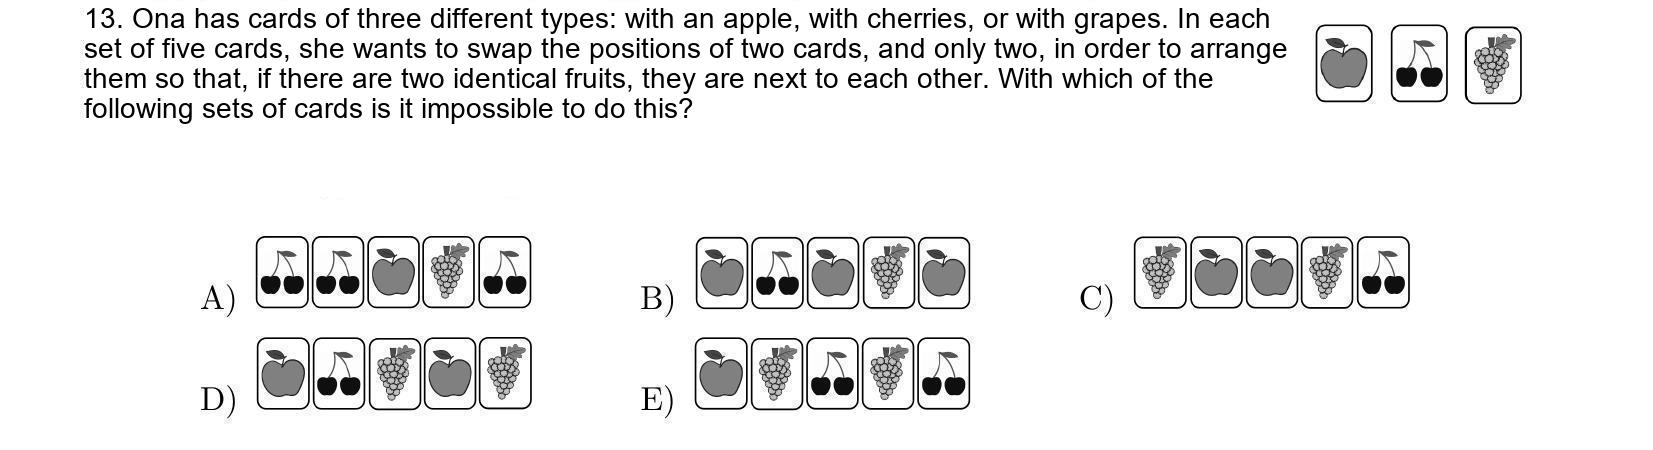 13. Ona has cards of three different types: with an apple, with cherries, or with grapes. In each
set of five cards, she wants to swap the positions of two cards, and only two, in order to arrange
them so that, if there are two identical fruits, they are next to each other. With which of the
following sets of cards is it impossible to do this?
A)
B)
C)
D)
E)